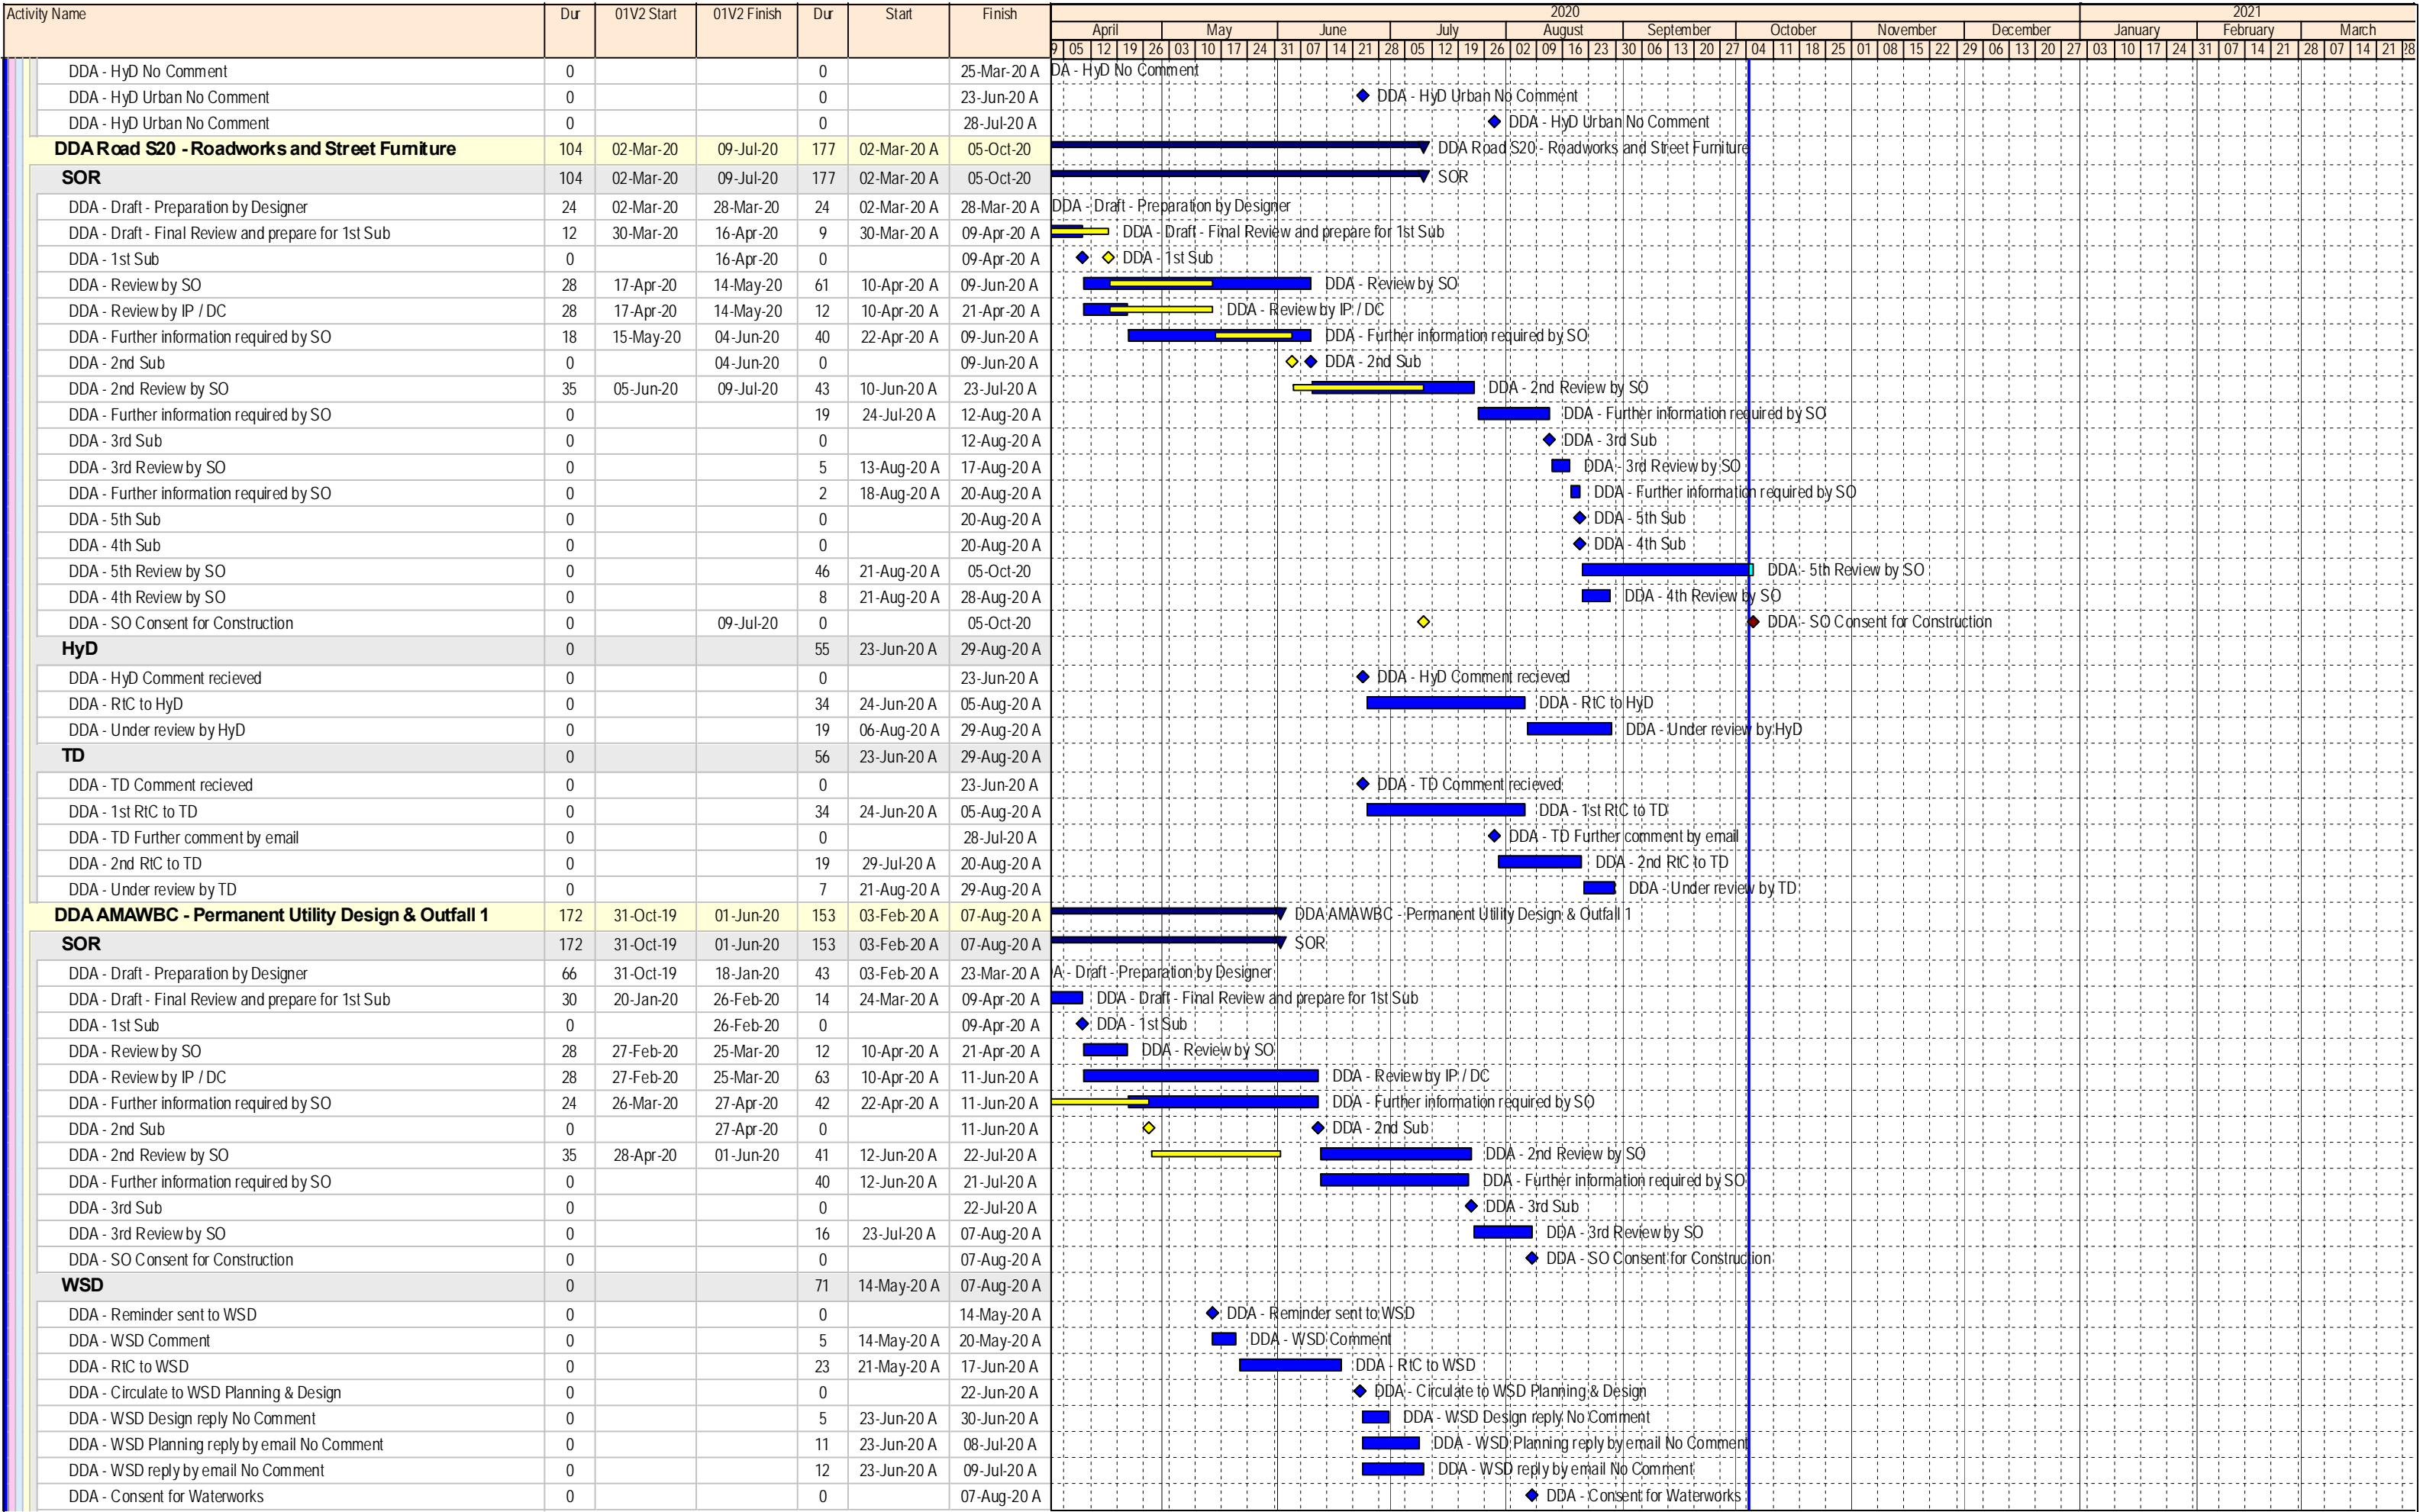 Activity Name Dur 01V2 Start 01V2 Finish Dur Start Finish 2020 2021
April May June July August September October November December January February March
9 05 12 19 26 03 10 17 24 31 07 14 21 28 05 12 19 26 02 09 16 23 30 06 13 20 27 04 11 18 25 01 08 15 22 29 06 13 20 27 03 10 17 24 31 07 14 21 28 07 14 21 28
DDA - HyD No Comment 0 0 25-Mar-20 A DA - HyD No Comment
DDA - HyD Urban No Comment 0 0 23-Jun-20 A DDA - HyD Urban No Comment
DDA - HyD Urban No Comment 0 0 28-Jul-20 A DDA - HyD Urban No Comment
DDA Road S20 - Roadworks and Street Furniture 104 02-Mar-20 09-Jul-20 177 02-Mar-20 A 05-Oct-20 DDA Road S20 - Roadworks and Street Furniture
SOR 104 02-Mar-20 09-Jul-20 177 02-Mar-20 A 05-Oct-20 SOR
DDA - Draft - Preparation by Designer 24 02-Mar-20 28-Mar-20 24 02-Mar-20 A 28-Mar-20 A DDA - Draft - Preparation by Designer
DDA - Draft - Final Review and prepare for 1st Sub 12 30-Mar-20 16-Apr-20 9 30-Mar-20 A 09-Apr-20 A DDA - Draft - Final Review and prepare for 1st Sub
DDA - 1st Sub 0 16-Apr-20 0 09-Apr-20 A DDA - 1st Sub
DDA - Review by SO 28 17-Apr-20 14-May-20 61 10-Apr-20 A 09-Jun-20 A DDA - Review by SO
DDA - Review by IP / DC 28 17-Apr-20 14-May-20 12 10-Apr-20 A 21-Apr-20 A DDA - Review by IP / DC
DDA - Further information required by SO 18 15-May-20 04-Jun-20 40 22-Apr-20 A 09-Jun-20 A DDA - Further information required by SO
DDA - 2nd Sub 0 04-Jun-20 0 09-Jun-20 A DDA - 2nd Sub
DDA - 2nd Review by SO 35 05-Jun-20 09-Jul-20 43 10-Jun-20 A 23-Jul-20 A DDA - 2nd Review by SO
DDA - Further information required by SO 0 19 24-Jul-20 A 12-Aug-20 A DDA - Further information required by SO
DDA - 3rd Sub 0 0 12-Aug-20 A DDA - 3rd Sub
DDA - 3rd Review by SO 0 5 13-Aug-20 A 17-Aug-20 A DDA - 3rd Review by SO
DDA - Further information required by SO 0 2 18-Aug-20 A 20-Aug-20 A DDA - Further information required by SO
DDA - 5th Sub 0 0 20-Aug-20 A DDA - 5th Sub
DDA - 4th Sub 0 0 20-Aug-20 A DDA - 4th Sub
DDA - 5th Review by SO 0 46 21-Aug-20 A 05-Oct-20 DDA - 5th Review by SO
DDA - 4th Review by SO 0 8 21-Aug-20 A 28-Aug-20 A DDA - 4th Review by SO
DDA - SO Consent for Construction 0 09-Jul-20 0 05-Oct-20 DDA - SO Consent for Construction
HyD 0 55 23-Jun-20 A 29-Aug-20 A
DDA - HyD Comment recieved 0 0 23-Jun-20 A DDA - HyD Comment recieved
DDA - RtC to HyD 0 34 24-Jun-20 A 05-Aug-20 A DDA - RtC to HyD
DDA - Under review by HyD 0 19 06-Aug-20 A 29-Aug-20 A DDA - Under review by HyD
TD 0 56 23-Jun-20 A 29-Aug-20 A
DDA - TD Comment recieved 0 0 23-Jun-20 A DDA - TD Comment recieved
DDA - 1st RtC to TD 0 34 24-Jun-20 A 05-Aug-20 A DDA - 1st RtC to TD
DDA - TD Further comment by email 0 0 28-Jul-20 A DDA - TD Further comment by email
DDA - 2nd RtC to TD 0 19 29-Jul-20 A 20-Aug-20 A DDA - 2nd RtC to TD
DDA - Under review by TD 0 7 21-Aug-20 A 29-Aug-20 A DDA - Under review by TD
DDA AMAWBC - Permanent Utility Design & Outfall 1 172 31-Oct-19 01-Jun-20 153 03-Feb-20 A 07-Aug-20 A DDA AMAWBC - Permanent Utility Design & Outfall 1
SOR 172 31-Oct-19 01-Jun-20 153 03-Feb-20 A 07-Aug-20 A SOR
DDA - Draft - Preparation by Designer 66 31-Oct-19 18-Jan-20 43 03-Feb-20 A 23-Mar-20 A A - Draft - Preparation by Designer
DDA - Draft - Final Review and prepare for 1st Sub 30 20-Jan-20 26-Feb-20 14 24-Mar-20 A 09-Apr-20 A DDA - Draft - Final Review and prepare for 1st Sub
DDA - 1st Sub 0 26-Feb-20 0 09-Apr-20 A DDA - 1st Sub
DDA - Review by SO 28 27-Feb-20 25-Mar-20 12 10-Apr-20 A 21-Apr-20 A DDA - Review by SO
DDA - Review by IP / DC 28 27-Feb-20 25-Mar-20 63 10-Apr-20 A 11-Jun-20 A DDA - Review by IP / DC
DDA - Further information required by SO 24 26-Mar-20 27-Apr-20 42 22-Apr-20 A 11-Jun-20 A DDA - Further information required by SO
DDA - 2nd Sub 0 27-Apr-20 0 11-Jun-20 A DDA - 2nd Sub
DDA - 2nd Review by SO 35 28-Apr-20 01-Jun-20 41 12-Jun-20 A 22-Jul-20 A DDA - 2nd Review by SO
DDA - Further information required by SO 0 40 12-Jun-20 A 21-Jul-20 A DDA - Further information required by SO
DDA - 3rd Sub 0 0 22-Jul-20 A DDA - 3rd Sub
DDA - 3rd Review by SO 0 16 23-Jul-20 A 07-Aug-20 A DDA - 3rd Review by SO
DDA - SO Consent for Construction 0 0 07-Aug-20 A DDA - SO Consent for Construction
WSD 0 71 14-May-20 A 07-Aug-20 A
DDA - Reminder sent to WSD 0 0 14-May-20 A DDA - Reminder sent to WSD
DDA - WSD Comment 0 5 14-May-20 A 20-May-20 A DDA - WSD Comment
DDA - RtC to WSD 0 23 21-May-20 A 17-Jun-20 A DDA - RtC to WSD
DDA - Circulate to WSD Planning & Design 0 0 22-Jun-20 A DDA - Circulate to WSD Planning & Design
DDA - WSD Design reply No Comment 0 5 23-Jun-20 A 30-Jun-20 A DDA - WSD Design reply No Comment
DDA - WSD Planning reply by email No Comment 0 11 23-Jun-20 A 08-Jul-20 A DDA - WSD Planning reply by email No Comment
DDA - WSD reply by email No Comment 0 12 23-Jun-20 A 09-Jul-20 A DDA - WSD reply by email No Comment
DDA - Consent for Waterworks 0 0 07-Aug-20 A DDA - Consent for Waterworks